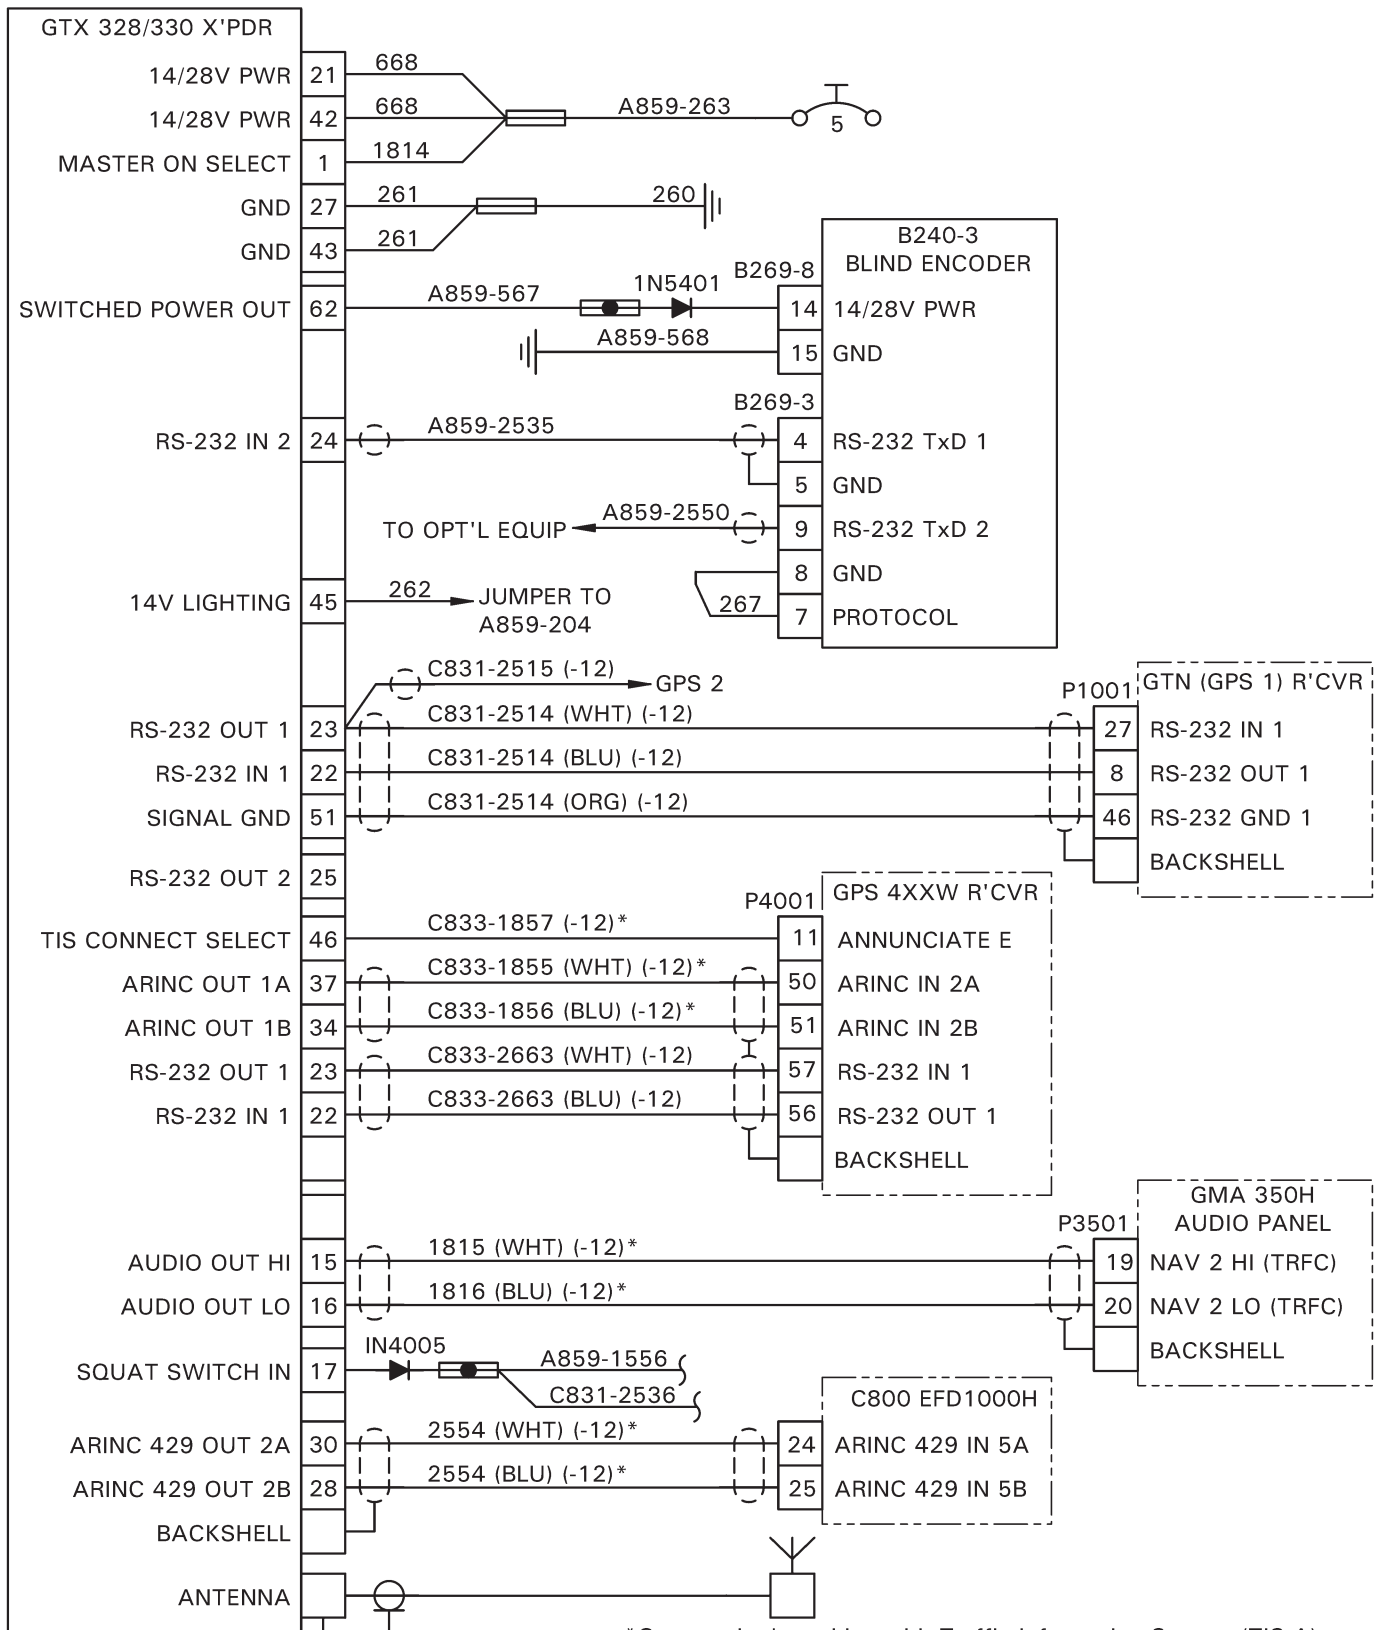 GTX 328/330 X'PDR
14/28V PWR 21 668
14/28V PWR 42 668 A859-263 5
MASTER ON SELECT 1 1814
GND 27 261 260
GND 43 261
B240-3
BLIND ENCODER
B269-8
SWITCHED POWER OUT 62 A859-567 1N5401 14 14/28V PWR
A859-568 15 GND
B269-3
RS-232 IN 2 24 A859-2535 4 RS-232 TxD 1
5 GND
TO OPT'L EQUIP A859-2550 9 RS-232 TxD 2
8 GND
14V LIGHTING 45 262 JUMPER TO
A859-204
267 7 PROTOCOL
C831-2515 (-12) GPS 2
P1001 GTN (GPS 1) R'CVR
RS-232 OUT 1 23 C831-2514 (WHT) (-12) 27 RS-232 IN 1
RS-232 IN 1 22 C831-2514 (BLU) (-12) 8 RS-232 OUT 1
SIGNAL GND 51 C831-2514 (ORG) (-12) 46 RS-232 GND 1
BACKSHELL
RS-232 OUT 2 25
P4001 GPS 4XXW R'CVR
TIS CONNECT SELECT 46 C833-1857 (-12)* 11 ANNUNCIATE E
ARINC OUT 1A 37 C833-1855 (WHT) (-12)* 50 ARINC IN 2A
ARINC OUT 1B 34 C833-1856 (BLU) (-12)* 51 ARINC IN 2B
RS-232 OUT 1 23 C833-2663 (WHT) (-12) 57 RS-232 IN 1
RS-232 IN 1 22 C833-2663 (BLU) (-12) 56 RS-232 OUT 1
BACKSHELL
GMA 350H
AUDIO PANEL
P3501
AUDIO OUT HI 15 1815 (WHT) (-12)* 19 NAV 2 HI (TRFC)
AUDIO OUT LO 16 1816 (BLU) (-12)* 20 NAV 2 LO (TRFC)
BACKSHELL
SQUAT SWITCH IN 17 IN4005 A859-1556
C831-2536
C800 EFD1000H
ARINC 429 OUT 2A 30 2554 (WHT) (-12)* 24 ARINC 429 IN 5A
ARINC 429 OUT 2B 28 2554 (BLU) (-12)* 25 ARINC 429 IN 5B
BACKSHELL
ANTENNA